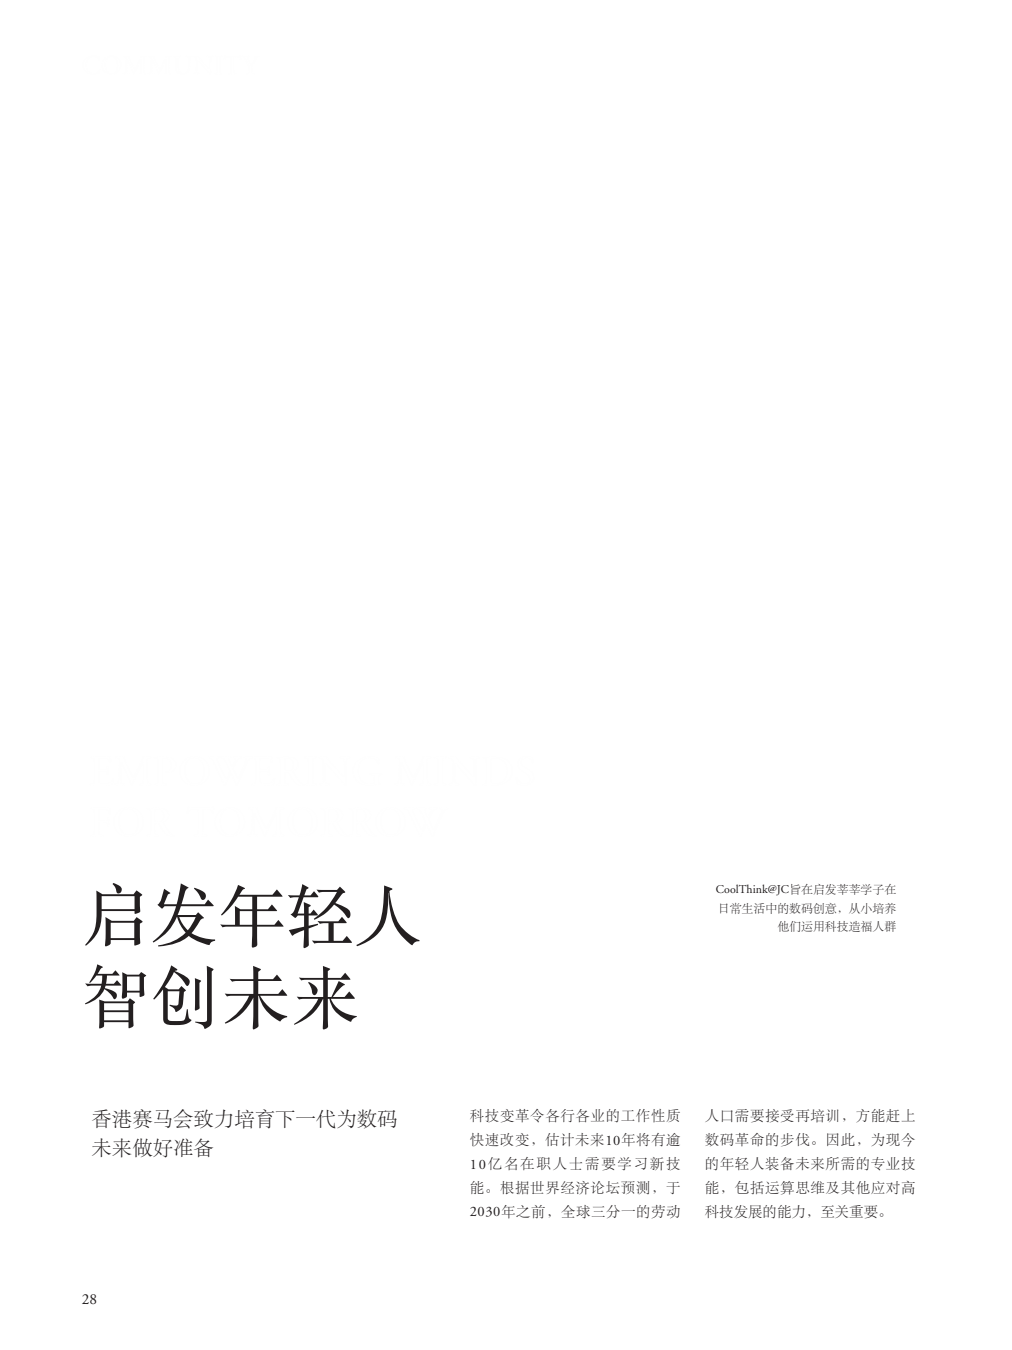 启发年轻人
智创未来
CoolThink@JC旨在启发莘莘学子在
日常生活中的数码创意，从小培养
他们运用科技造福人群
香港赛马会致力培育下一代为数码
未来做好准备
科技变革令各行各业的工作性质
快速改变，估计未来10年将有逾
10亿名在职人士需要学习新技
能。根据世界经济论坛预测，于
2030年之前，全球三分一的劳动
人口需要接受再培训，方能赶上
数码革命的步伐。因此，为现今
的年轻人装备未来所需的专业技
能，包括运算思维及其他应对高
科技发展的能力，至关重要。
28